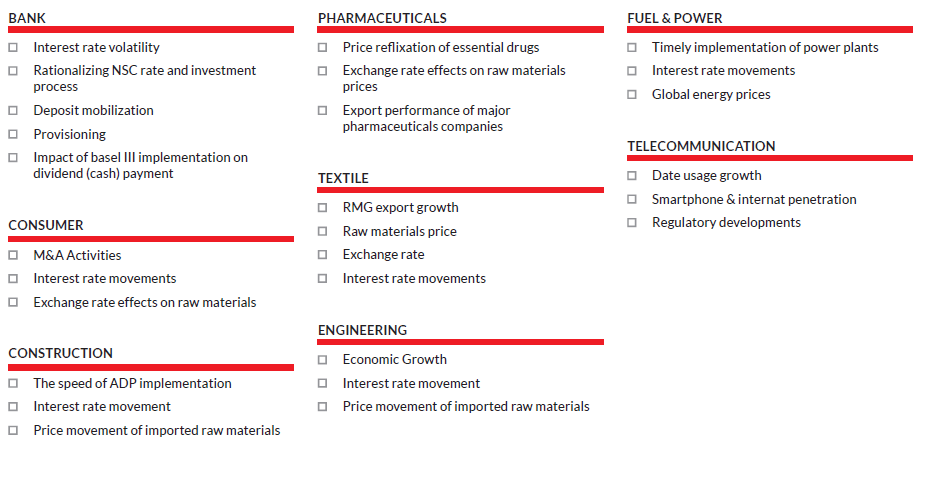 BANK
Interest rate volatility
Rationalizing NSC rate and investment
process
Deposit mobilization
Provisioning
Impact of basel III implementation on
dividend (cash) payment
CONSUMER
M&A Activities
Interest rate movements
Exchange rate effects on raw materials
CONSTRUCTION
The speed of ADP implementation
Interest rate movement
Price movement of imported raw materials
PHARMACEUTICALS
Price reflixation of essential drugs
Exchange rate effects on raw materials
prices
Export performance of major
pharmaceuticals companies
TEXTILE
RMG export growth
Raw materials price
Exchange rate
Interest rate movements
ENGINEERING
Economic Growth
Interest rate movement
Price movement of imported raw materials
FUEL & POWER
Timely implementation of power plants
Interest rate movements
Global energy prices
TELECOMMUNICATION
Date usage growth
Smartphone & internat penetration
Regulatory developments